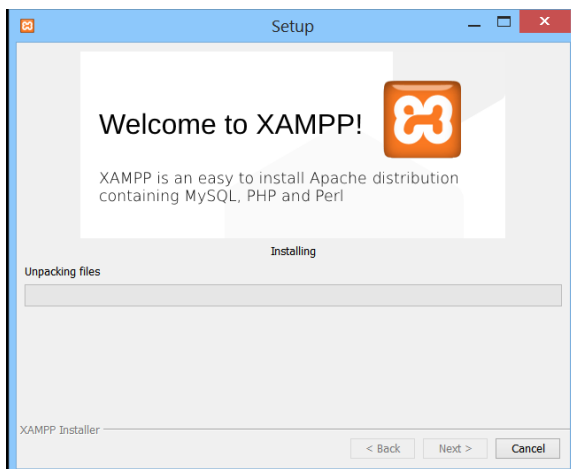 Setup
Welcome to XAMPP!
XAMPP is an easy to install Apache distribution
containing MySQL, PHP and Perl
Installing
Unpacking files
XAMPP Installer
< Back
Next >
Cancel